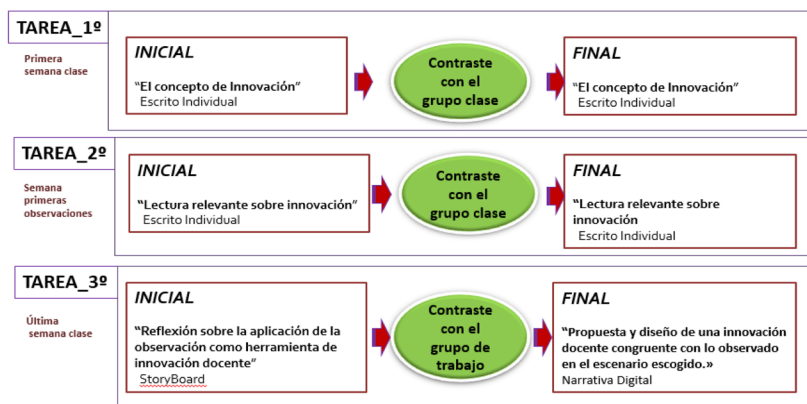 TAREA_1º
Primera
semana clase
INICIAL
“El concepto de Innovación”
Escrito Individual
Contraste
con el
grupo clase
FINAL
“El concepto de Innovación”
Escrito Individual
TAREA_2º
Semana
primeras
observaciones
INICIAL
“Lectura relevante sobre innovación”
Escrito Individual
Contraste
con el
grupo clase
FINAL
“Lectura relevante sobre
innovación
Escrito Individual
TAREA_3º
Última
semana clase
INICIAL
“Reflexión sobre la aplicación de la
observación como herramienta de
innovación docente”
StoryBoard
Contraste
con el
grupo de
trabajo
FINAL
“Propuesta y diseño de una innovación
docente congruente con lo observado
en el escenario escogido.»
Narrativa Digital